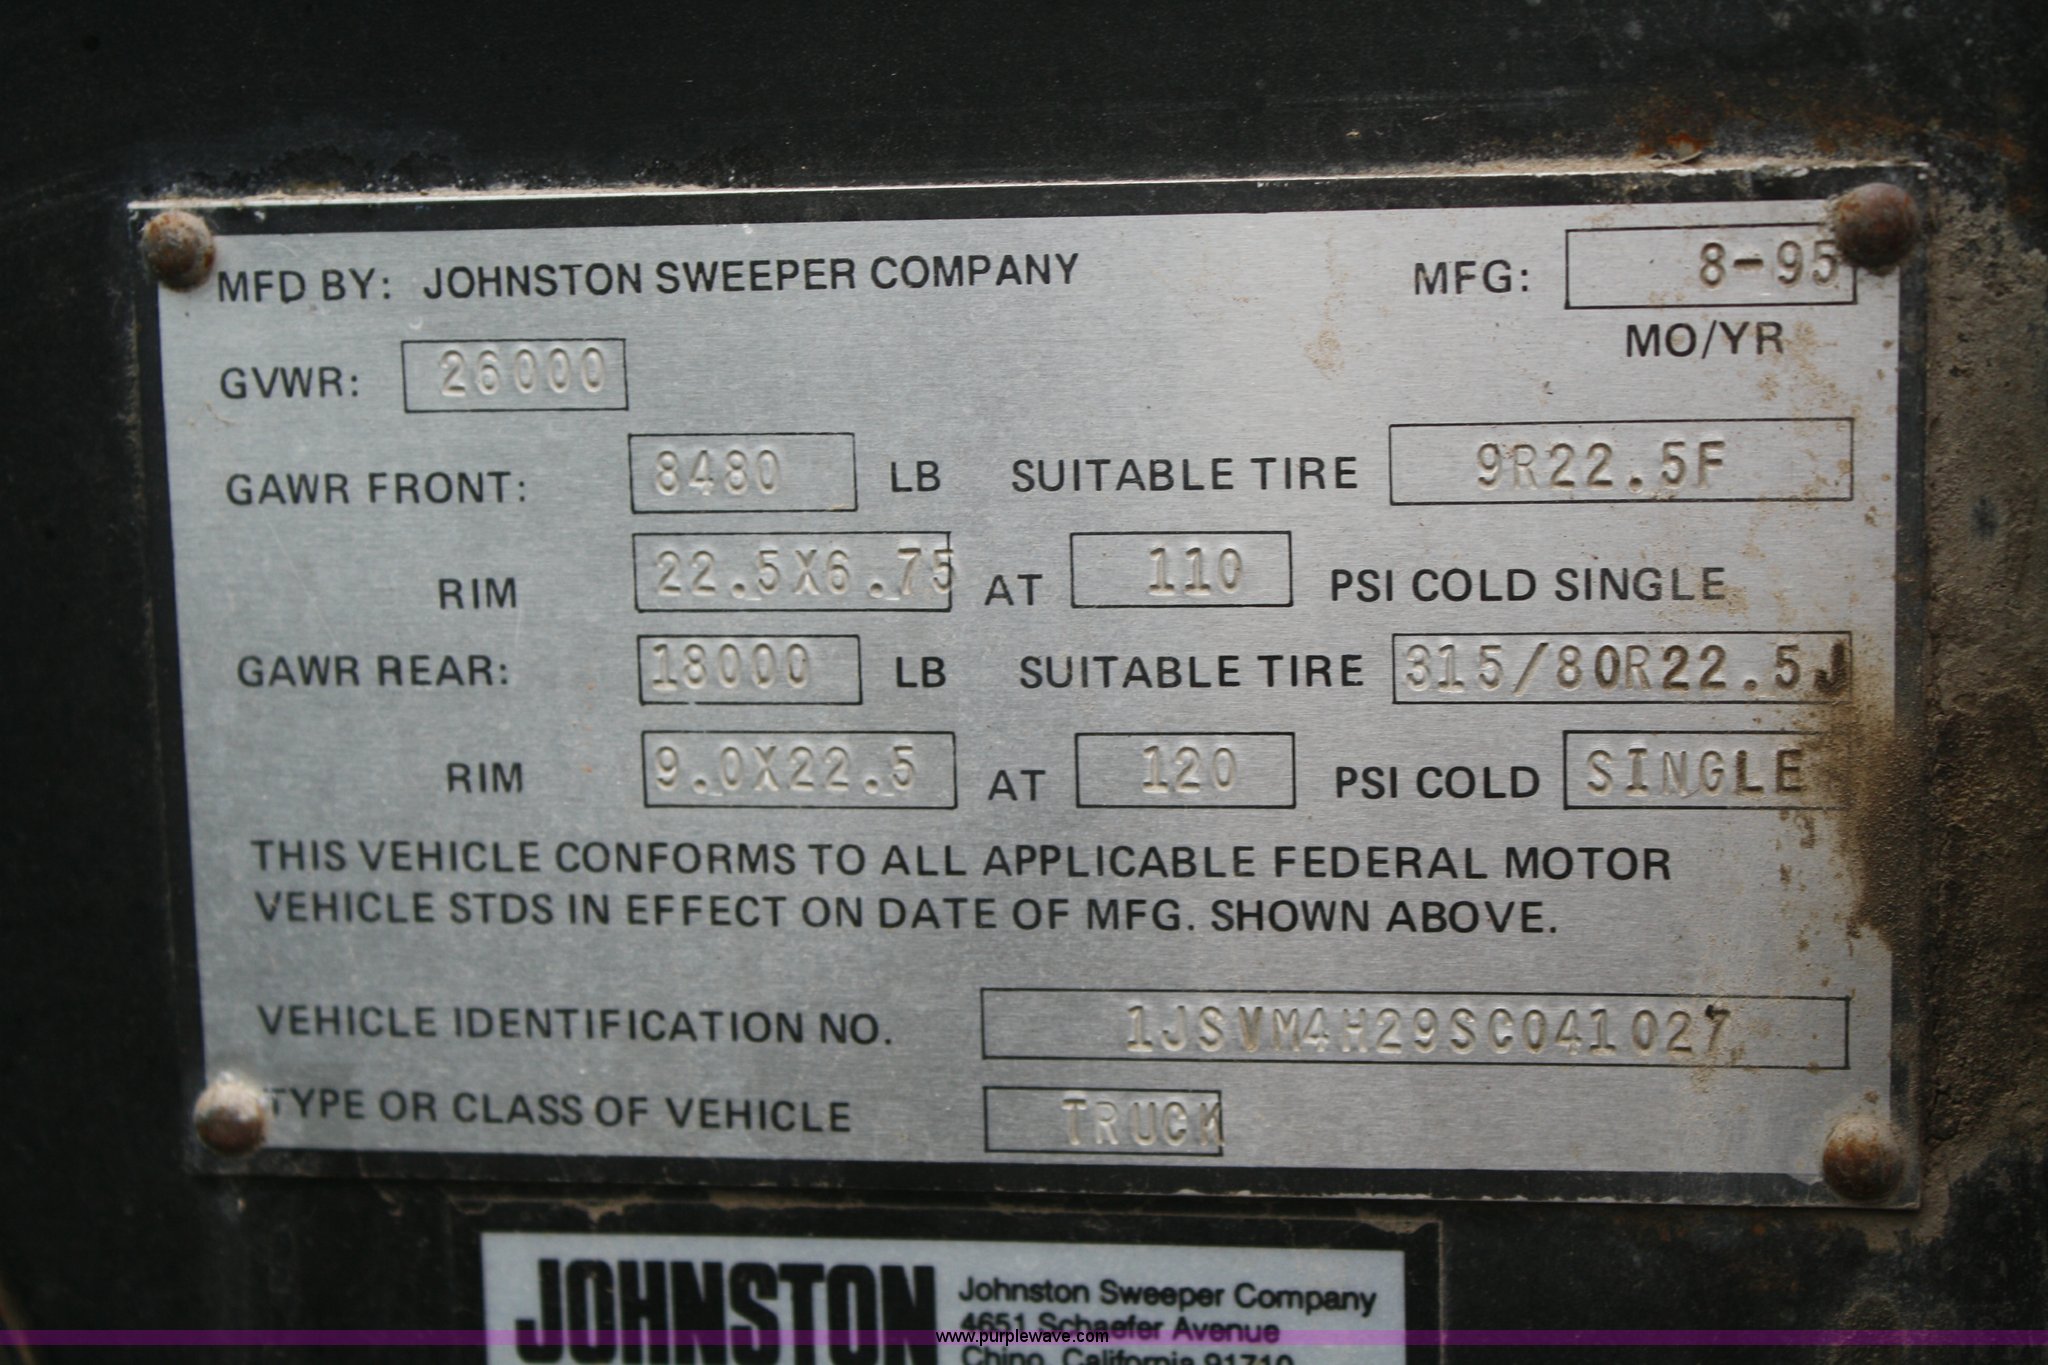 MFD BY: JOHNSTON SWEEPER COMPANY MFG: 8-95
MO/YR
GVWR: 26000
GAWR FRONT: 8480 LB SUITABLE TIRE 9R22.5F
RIM 22.5X6.75 AT 110 PSI COLD SINGLE
GAWR REAR: 18000 LB SUITABLE TIRE 315/80R22.5J
RIM 9.0X22.5 AT 120 PSI COLD SINGLE
THIS VEHICLE CONFORMS TO ALL APPLICABLE FEDERAL MOTOR
VEHICLE STDS IN EFFECT ON DATE OF MFG. SHOWN ABOVE.
VEHICLE IDENTIFICATION NO. 1JSVM4H29SC041027
TYPE OR CLASS OF VEHICLE TRUCK
JOHNSTON
Johnston Sweeper Company
4651 Schaefer Avenue
www.purplewave.com
Chino, California 91710